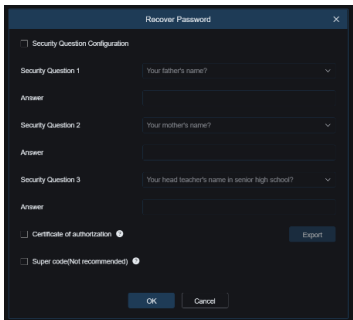 Recover Password
Security Question Configuration
Security Question 1
Your father's name?
Answer
Security Question 2
Your mother's name?
Answer
Security Question 3
Your head teacher's name in senior high school?
Answer
Certificate of authorization
Export
Super code(Not recommended)
OK
Cancel